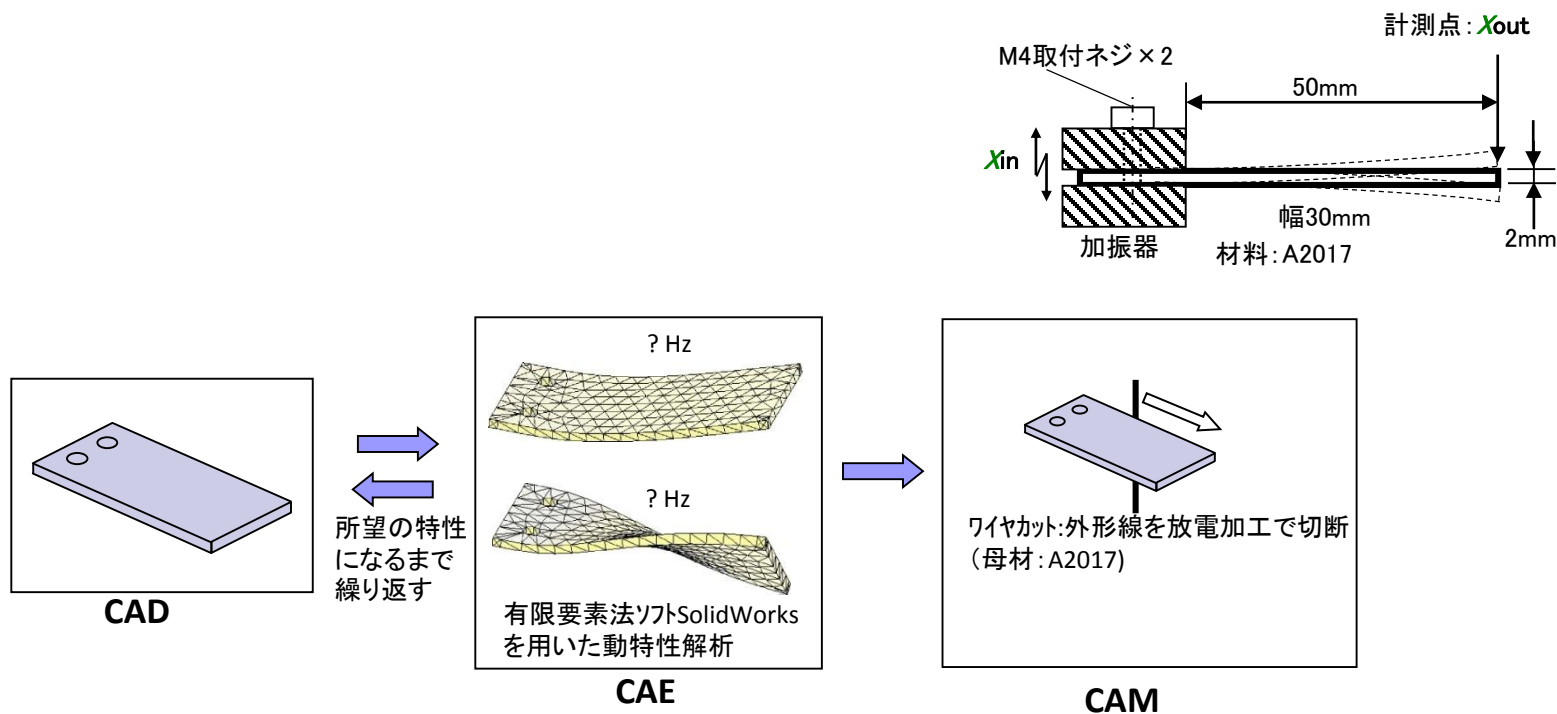 計測点：Xout
M4取付ネジ×2
50mm
Xin
幅30mm
2mm
加振器
材料：A2017
? Hz
? Hz
所望の特性
になるまで
繰り返す
CAD
有限要素法ソフトSolidWorks
を用いた動特性解析
CAE
ワイヤカット:外形線を放電加工で切断
（母材：A2017)
CAM